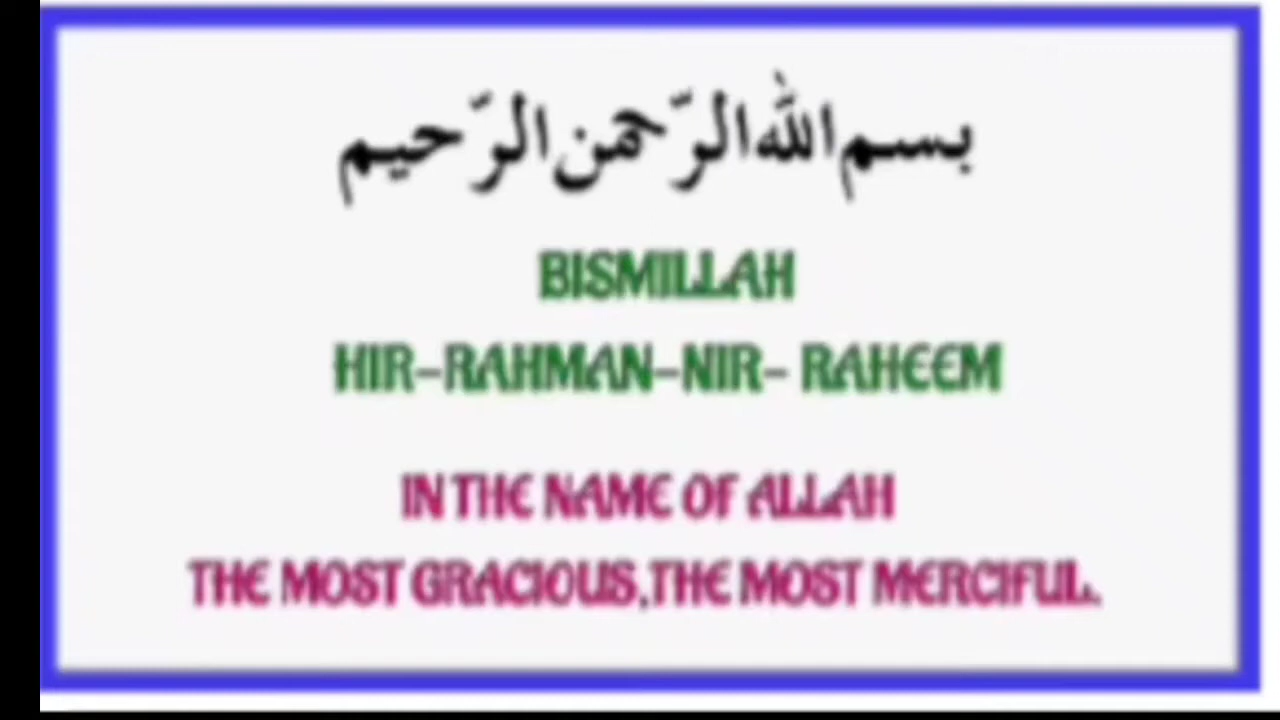 بسم الله الرّحمن الرّحيم
BISMILLAH
HIR-RAHMAN-NIR- RAHEEM
IN THE NAME OF ALLAH
THE MOST GRACIOUS,THE MOST MERCIFUL.